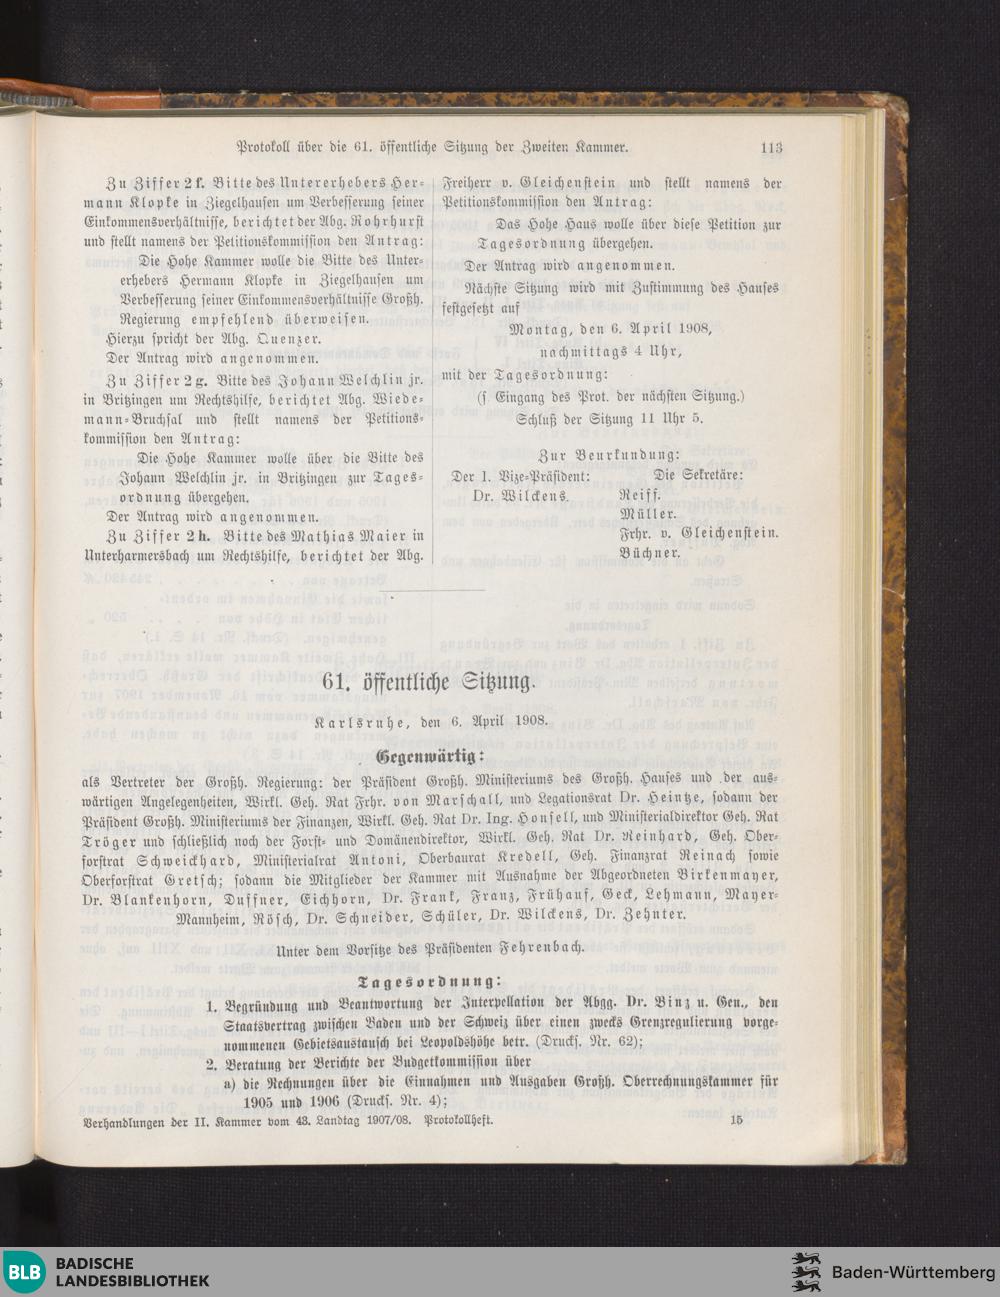 Protokoll über die 61. öffentliche Sitzung der Zweiten Kammer. 113
Zu Ziffer 2 f. Bitte des Untererhebers Her-
mann Klopke in Ziegelhausen um Verbesserung seiner
Einkommensverhältnisse, berichtet der Abg. Rohrhurst
und stellt namens der Petitionskommission den Antrag:
Die Hohe Kammer wolle die Bitte des Unter-
erhebers Hermann Klopke in Ziegelhausen um
Verbesserung seiner Einkommensverhältnisse Großh.
Regierung empfehlend überweisen.
Hierzu spricht der Abg. Quenzer.
Der Antrag wird angenommen.
Zu Ziffer 2 g. Bitte des Johann Welchlin jr.
in Britzingen um Rechtshilfe, berichtet Abg. Wiede-
mann-Bruchsal und stellt namens der Petitions-
kommission den Antrag:
Die Hohe Kammer wolle über die Bitte des
Johann Welchlin jr. in Britzingen zur Tages-
ordnung übergehen.
Der Antrag wird angenommen.
Zu Ziffer 2 h. Bitte des Mathias Maier in
Unterharmersbach um Rechtshilfe, berichtet der Abg.
Freiherr v. Gleichenstein und stellt namens der
Petitionskommission den Antrag:
Das Hohe Haus wolle über diese Petition zur
Tagesordnung übergehen.
Der Antrag wird angenommen.
Nächste Sitzung wird mit Zustimmung des Hauses
festgesetzt auf
Montag, den 6. April 1908,
nachmittags 4 Uhr,
mit der Tagesordnung:
(s Eingang des Prot. der nächsten Sitzung.)
Schluß der Sitzung 11 Uhr 5.
Zur Beurkundung:
Der I. Vize-Präsident: Die Sekretäre:
Dr. Wilckens. Reiff.
Müller.
Frhr. v. Gleichenstein.
Büchner.
61. öffentliche Sitzung.
Karlsruhe, den 6. April 1908.
Gegenwärtig:
als Vertreter der Großh. Regierung: der Präsident Großh. Ministeriums des Großh. Hauses und der aus-
wärtigen Angelegenheiten, Wirkl. Geh. Rat Frhr. von Marschall, und Legationsrat Dr. Heintze, sodann der
Präsident Großh. Ministeriums der Finanzen, Wirkl. Geh. Rat Dr. Ing. Honsell, und Ministerialdirektor Geh. Rat
Tröger und schließlich noch der Forst- und Domänendirektor, Wirkl. Geh. Rat Dr. Reinhard, Geh. Ober-
forstrat Schweickhard, Ministerialrat Antoni, Oberbaurat Kredell, Geh. Finanzrat Reinach sowie
Oberforstrat Gretsch; sodann die Mitglieder der Kammer mit Ausnahme der Abgeordneten Birkenmayer,
Dr. Blankenhorn, Duffner, Eichhorn, Dr. Frank, Franz, Frühauf, Geck, Lehmann, Mayer-
Mannheim, Rösch, Dr. Schneider, Schüler, Dr. Wilckens, Dr. Zehnter.
Unter dem Vorsitze des Präsidenten Fehrenbach.
Tagesordnung:
1. Begründung und Beantwortung der Interpellation der Abgg. Dr. Binz u. Gen., den
Staatsvertrag zwischen Baden und der Schweiz über einen zwecks Grenzregulierung vorge-
nommenen Gebietsaustausch bei Leopoldshöhe betr. (Drucks. Nr. 62);
2. Beratung der Berichte der Budgetkommission über
a) die Rechnungen über die Einnahmen und Ausgaben Großh. Oberrechnungskammer für
1905 und 1906 (Drucks. Nr. 4);
Verhandlungen der II. Kammer vom 43. Landtag 1907/08. Protokollheft. 15
BLB BADISCHE
LANDESBIBLIOTHEK
Baden-Württemberg